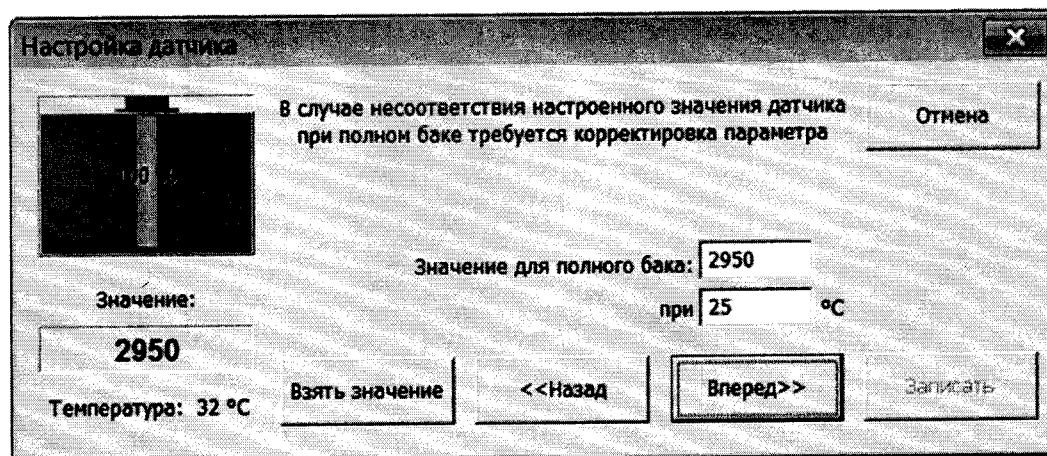 Настройка датчика
В случае несоответствия настроенного значения датчика
при полном баке требуется корректировка параметра
Отмена
Значение для полного бака: 2950
при 25 °C
Значение:
2950
Температура: 32 °C
Взять значение
<<Назад
Вперед>>
Записать